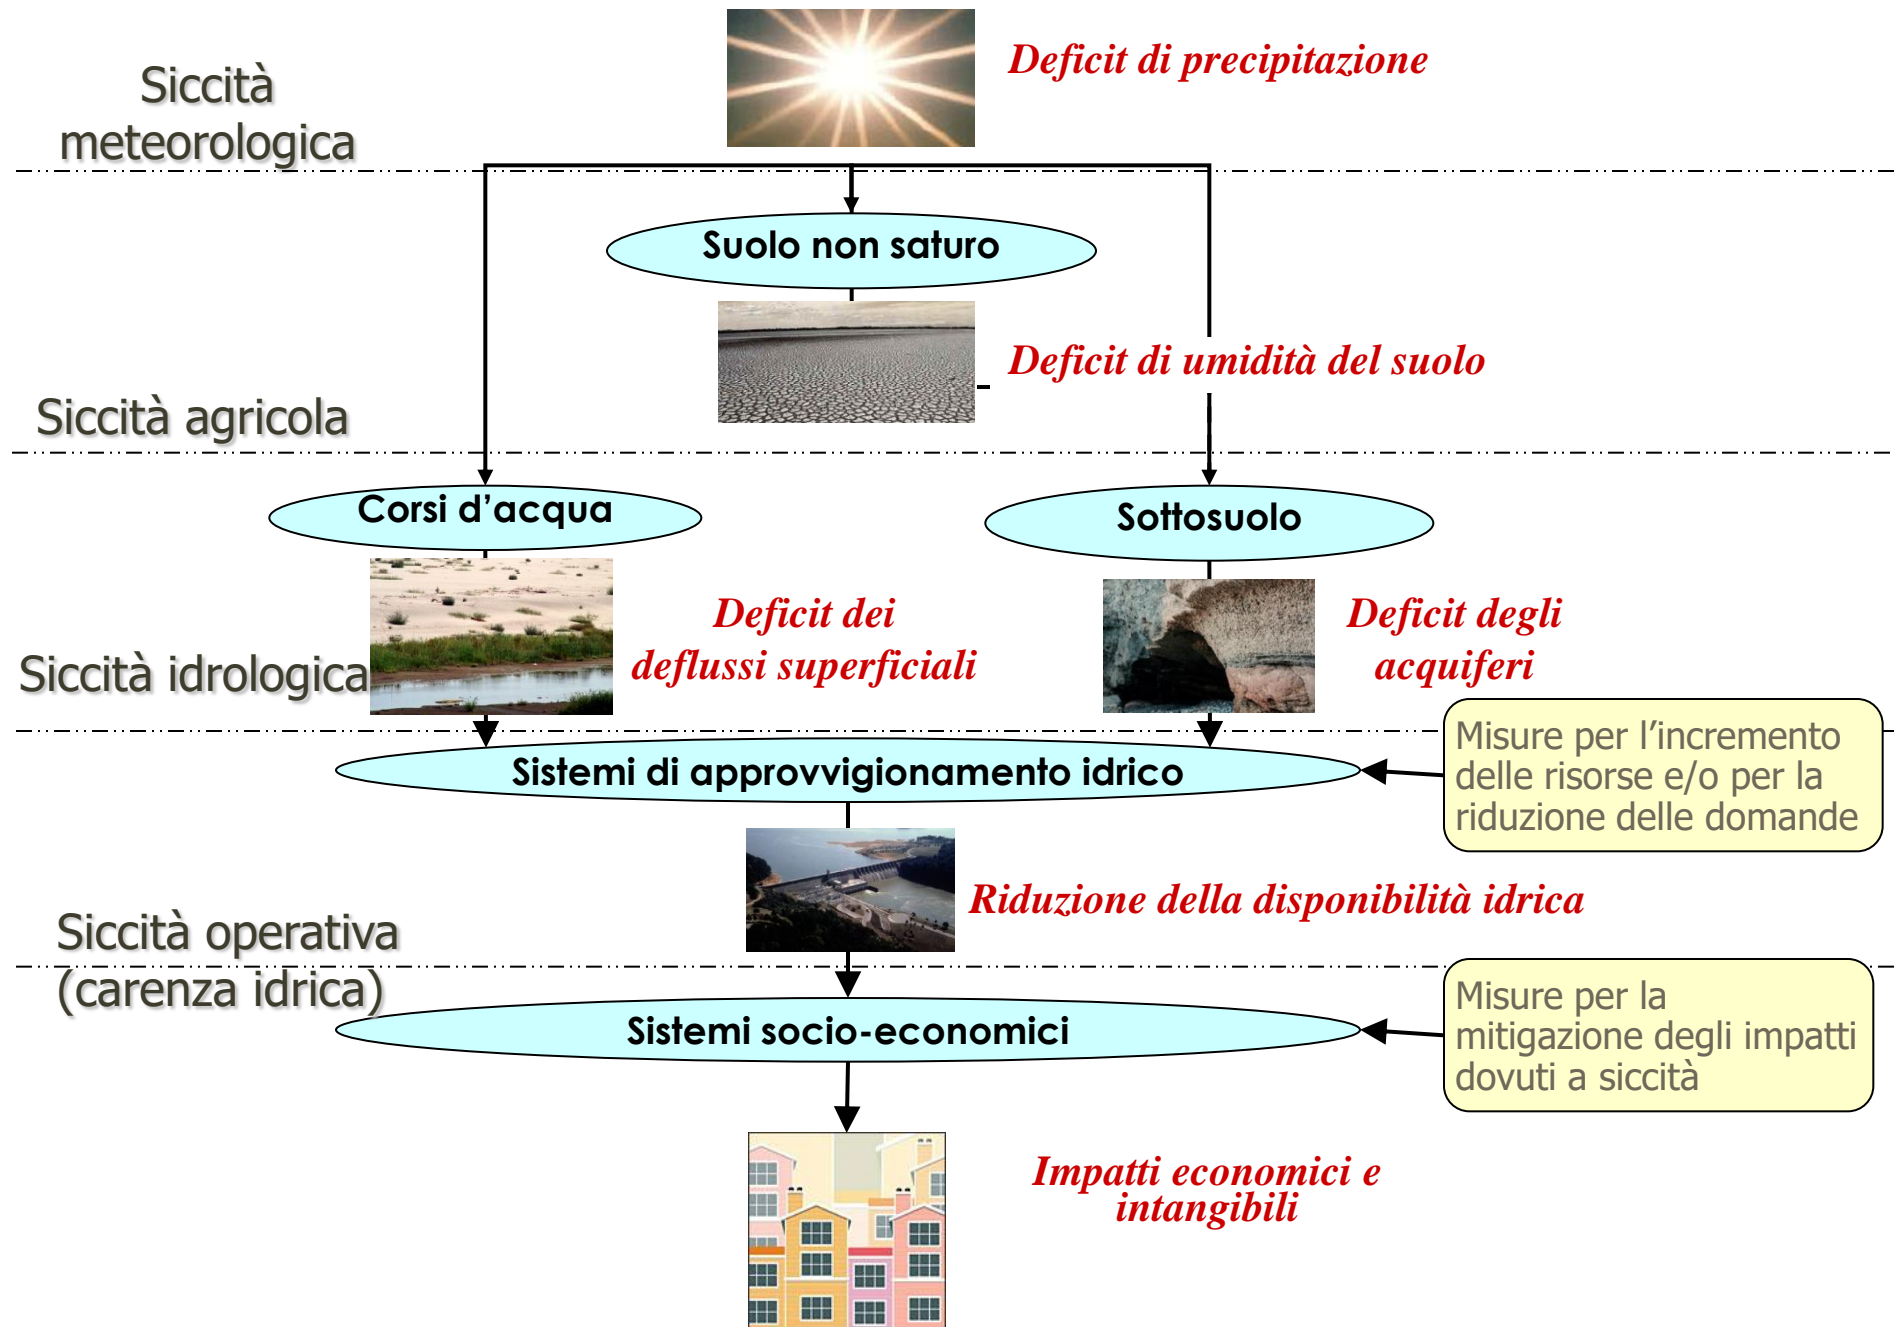 Deficit di precipitazione
Siccità
meteorologica
Suolo non saturo
Deficit di umidità del suolo
Siccità agricola
Corsi d’acqua
Sottosuolo
Deficit dei
deflussi superficiali
Deficit degli
acquiferi
Siccità idrologica
Misure per l’incremento
delle risorse e/o per la
riduzione delle domande
Sistemi di approvvigionamento idrico
Riduzione della disponibilità idrica
Siccità operativa
(carenza idrica)
Misure per la
mitigazione degli impatti
dovuti a siccità
Sistemi socio-economici
Impatti economici e
intangibili